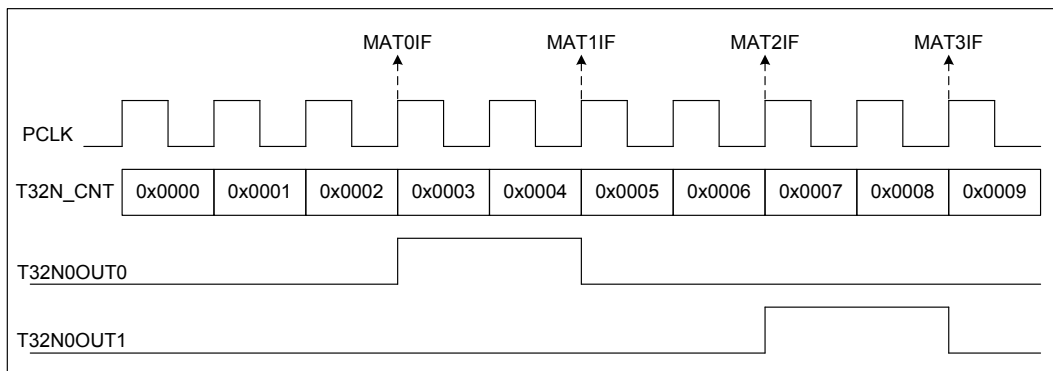 MAT0IF MAT1IF MAT2IF MAT3IF
PCLK
T32N_CNT 0x0000 0x0001 0x0002 0x0003 0x0004 0x0005 0x0006 0x0007 0x0008 0x0009
T32N0OUT0
T32N0OUT1